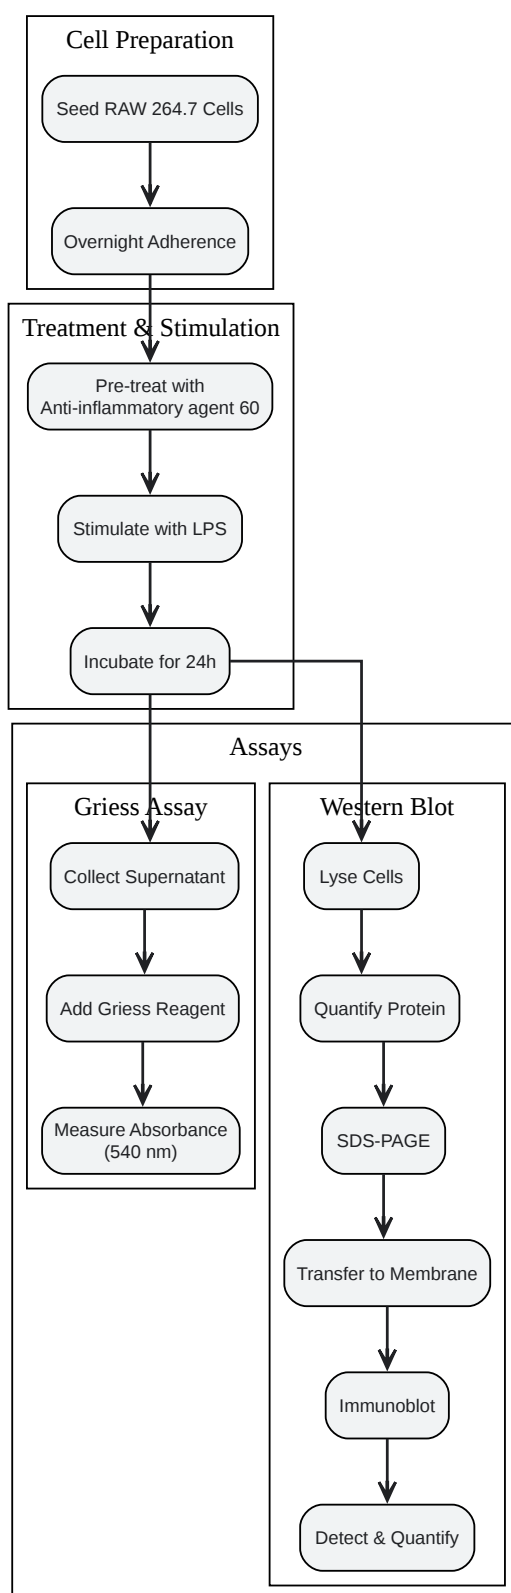 Cell Preparation
Seed RAW 264.7 Cells
Overnight Adherence
Treatment & Stimulation
Pre-treat with
Anti-inflammatory agent 60
Stimulate with LPS
Incubate for 24h
Assays
Griess Assay
Collect Supernatant
Add Griess Reagent
Measure Absorbance
(540 nm)
Western Blot
Lyse Cells
Quantify Protein
SDS-PAGE
Transfer to Membrane
Immunoblot
Detect & Quantify